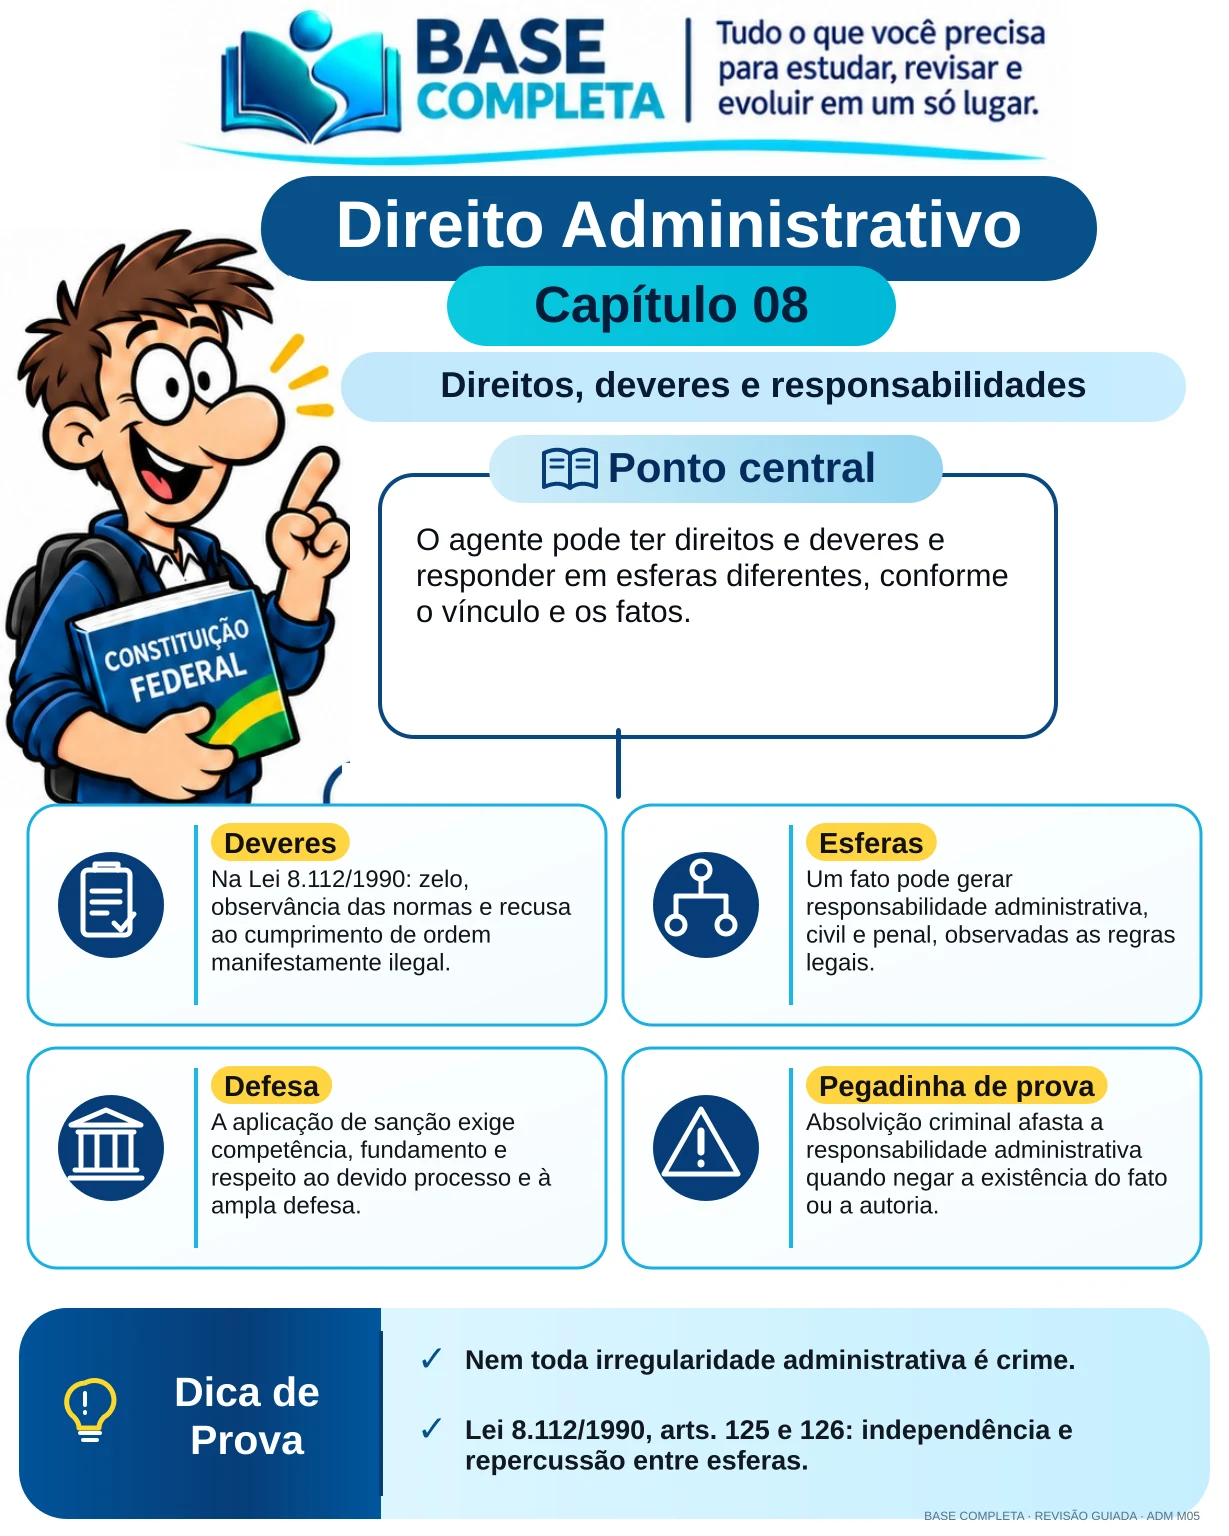 BASE
COMPLETA
Tudo o que você precisa
para estudar, revisar e
evoluir em um só lugar.
Direito Administrativo
Capítulo 08
Direitos, deveres e responsabilidades
Ponto central
O agente pode ter direitos e deveres e
responder em esferas diferentes, conforme
o vínculo e os fatos.
CONSTITUIÇÃO
FEDERAL
Deveres
Na Lei 8.112/1990: zelo,
observância das normas e recusa
ao cumprimento de ordem
manifestamente ilegal.
Esferas
Um fato pode gerar
responsabilidade administrativa,
civil e penal, observadas as regras
legais.
Defesa
A aplicação de sanção exige
competência, fundamento e
respeito ao devido processo e à
ampla defesa.
Pegadinha de prova
Absolvição criminal afasta a
responsabilidade administrativa
quando negar a existência do fato
ou a autoria.
Dica de
Prova
✓ Nem toda irregularidade administrativa é crime.
✓ Lei 8.112/1990, arts. 125 e 126: independência e
repercussão entre esferas.
BASE COMPLETA · REVISÃO GUIADA · ADM M05